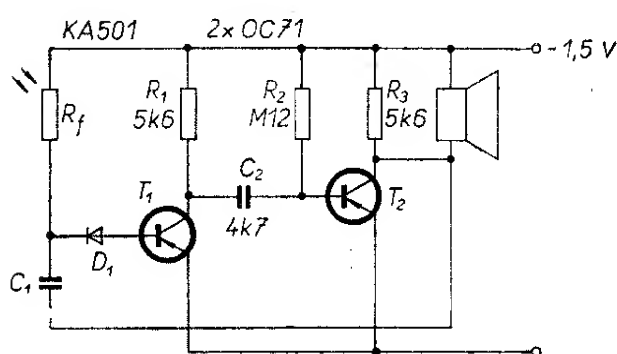 KA501
2x OC71
-1,5 V
Rf
R1
5k6
R2
M12
R3
5k6
C2
4k7
T1
T2
D1
C1